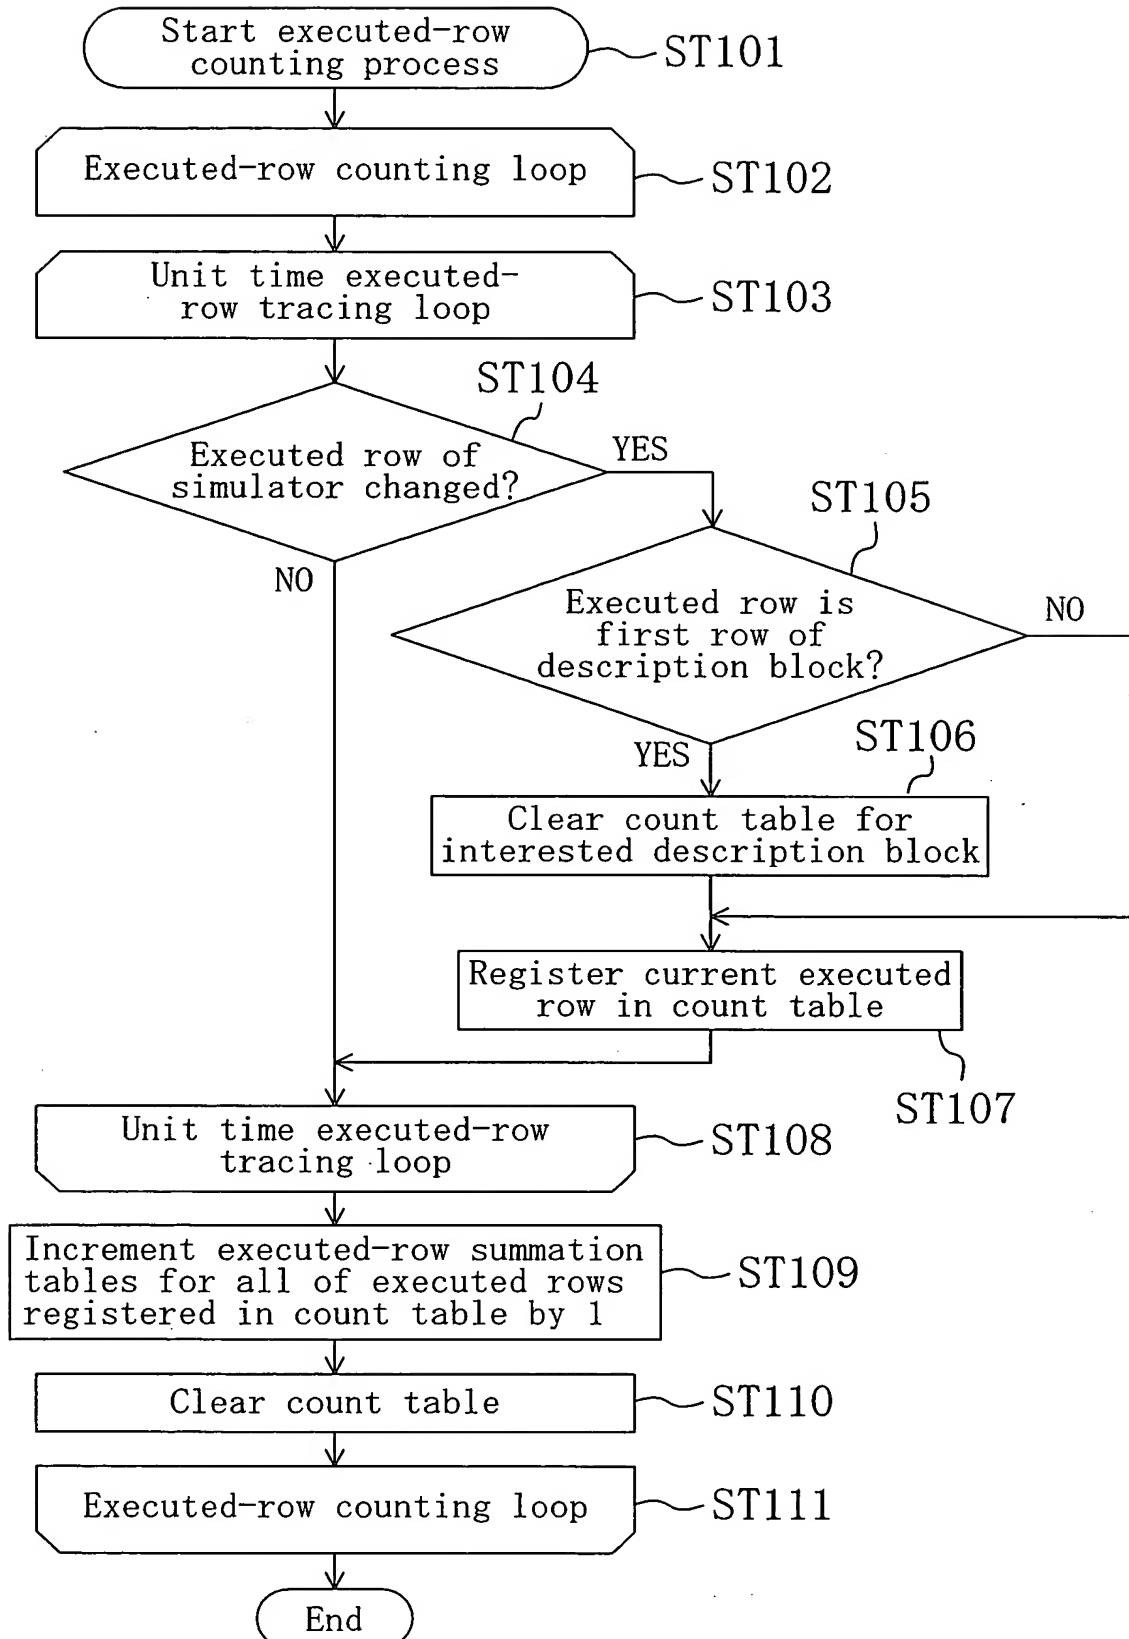 Start executed-row
counting process
ST101
Executed-row counting loop
ST102
Unit time executed-
row tracing loop
ST103
ST104
Executed row of
simulator changed?
YES
NO
ST105
Executed row is
first row of
description block?
NO
YES
ST106
Clear count table for
interested description block
Register current executed
row in count table
ST107
Unit time executed-row
tracing loop
ST108
Increment executed-row summation
tables for all of executed rows
registered in count table by 1
ST109
Clear count table
ST110
Executed-row counting loop
ST111
End